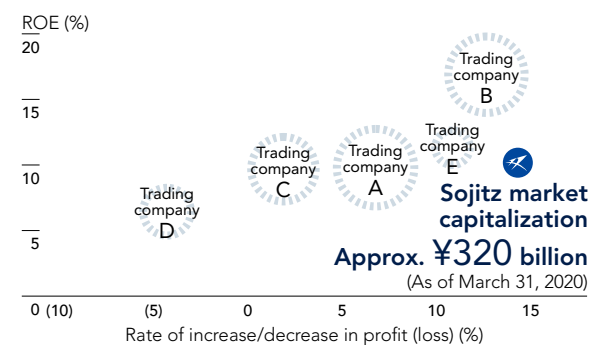 ROE (%)
20
15
10
5
0
Trading
company
B
Trading
company
E
Trading
company
A
Trading
company
C
Trading
company
D
Sojitz market
capitalization
Approx. ¥320 billion
(As of March 31, 2020)
(10) (5) 0 5 10 15
Rate of increase/decrease in profit (loss) (%)